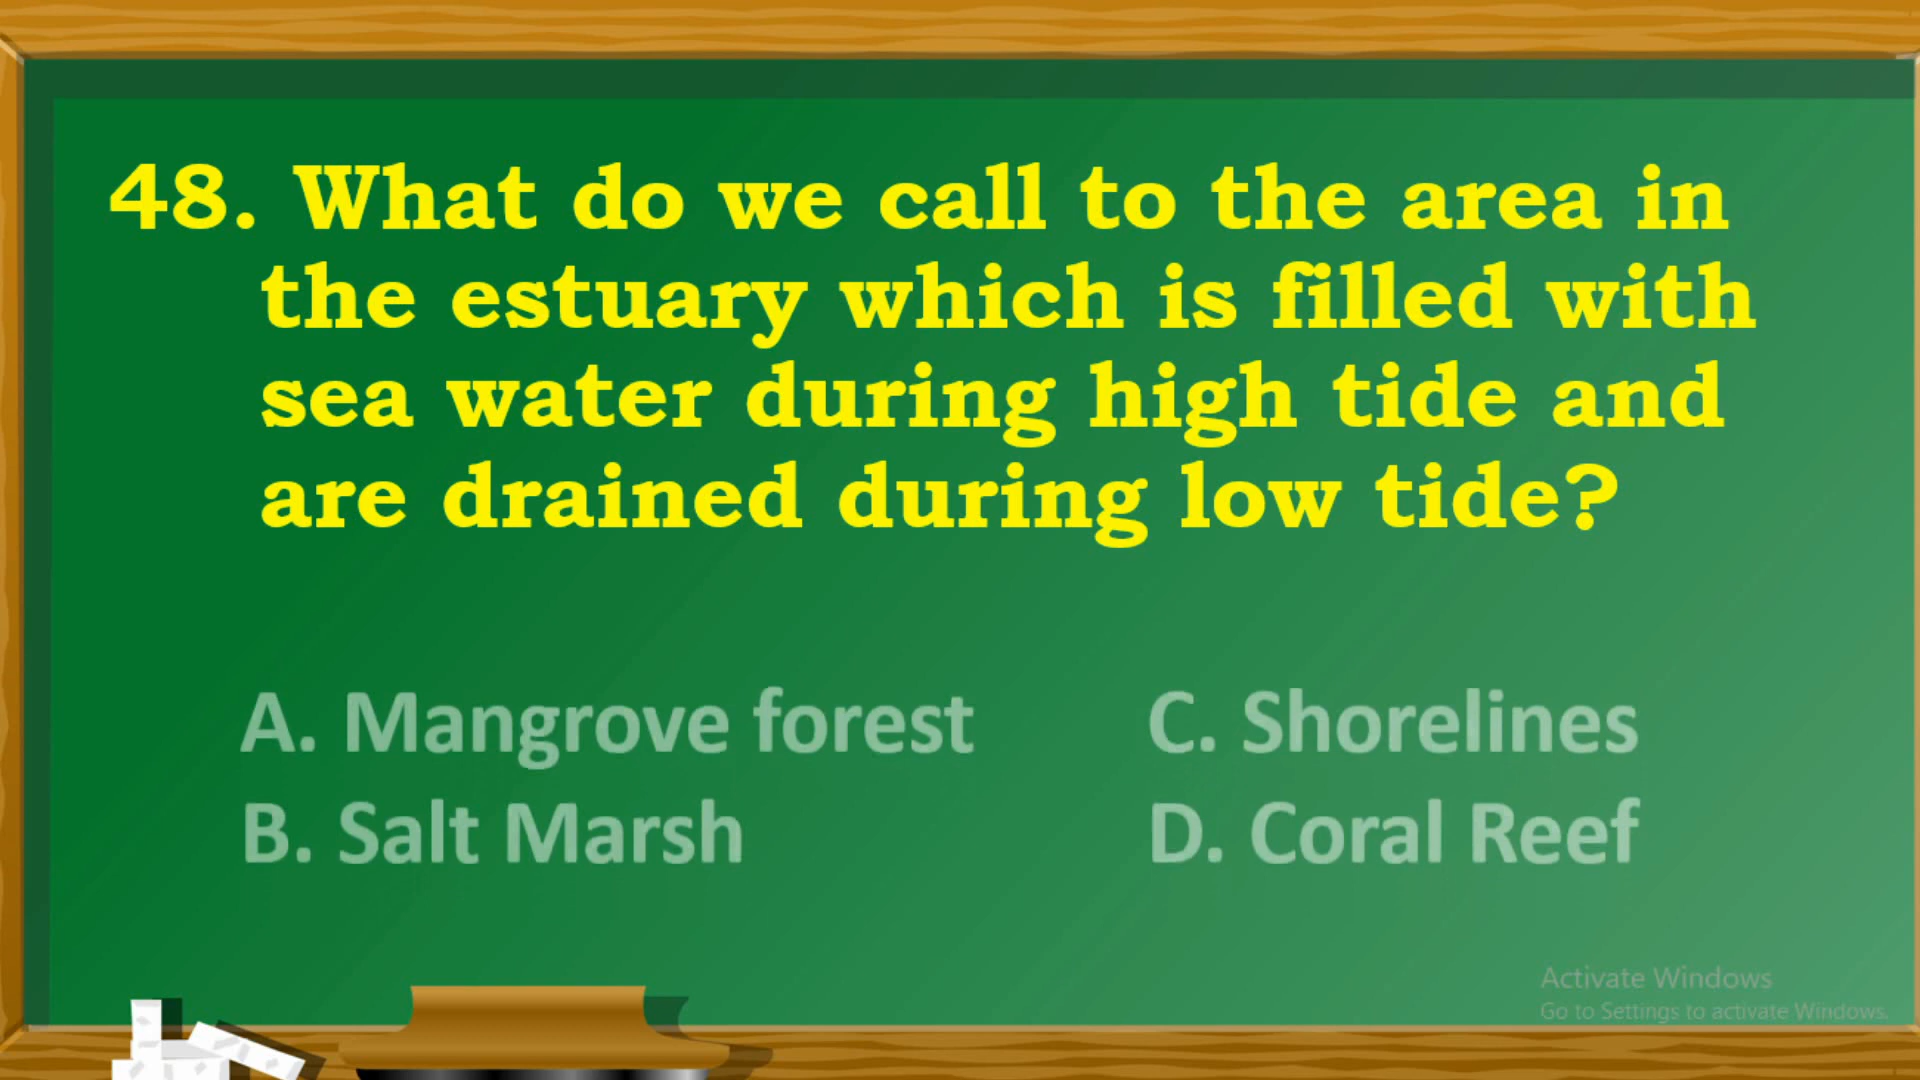 48. What do we call to the area in
the estuary which is filled with
sea water during high tide and
are drained during low tide?
A. Mangrove forest
B. Salt Marsh
C. Shorelines
D. Coral Reef
Activate Windows
Go to Settings to activate Windows.